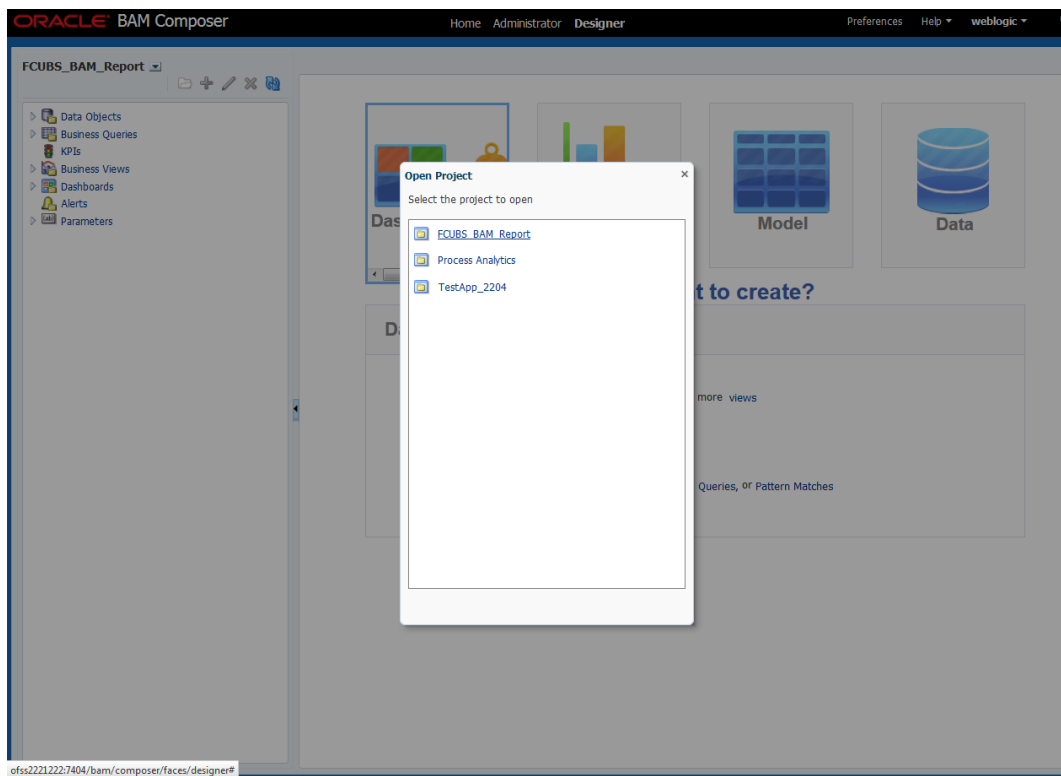 ORACLE BAM Composer
Home Administrator Designer
Preferences Help weblogic
FCUBS_BAM_Report
Data Objects
Business Queries
KPIs
Business Views
Dashboards
Alerts
Parameters
Das
Model
Data
Open Project
×
Select the project to open
FCUBS_BAM_Report
Process Analytics
TestApp_2204
t to create?
D
more views
Queries, or Pattern Matches
ofss2221222:7404/bam/composer/faces/designer#